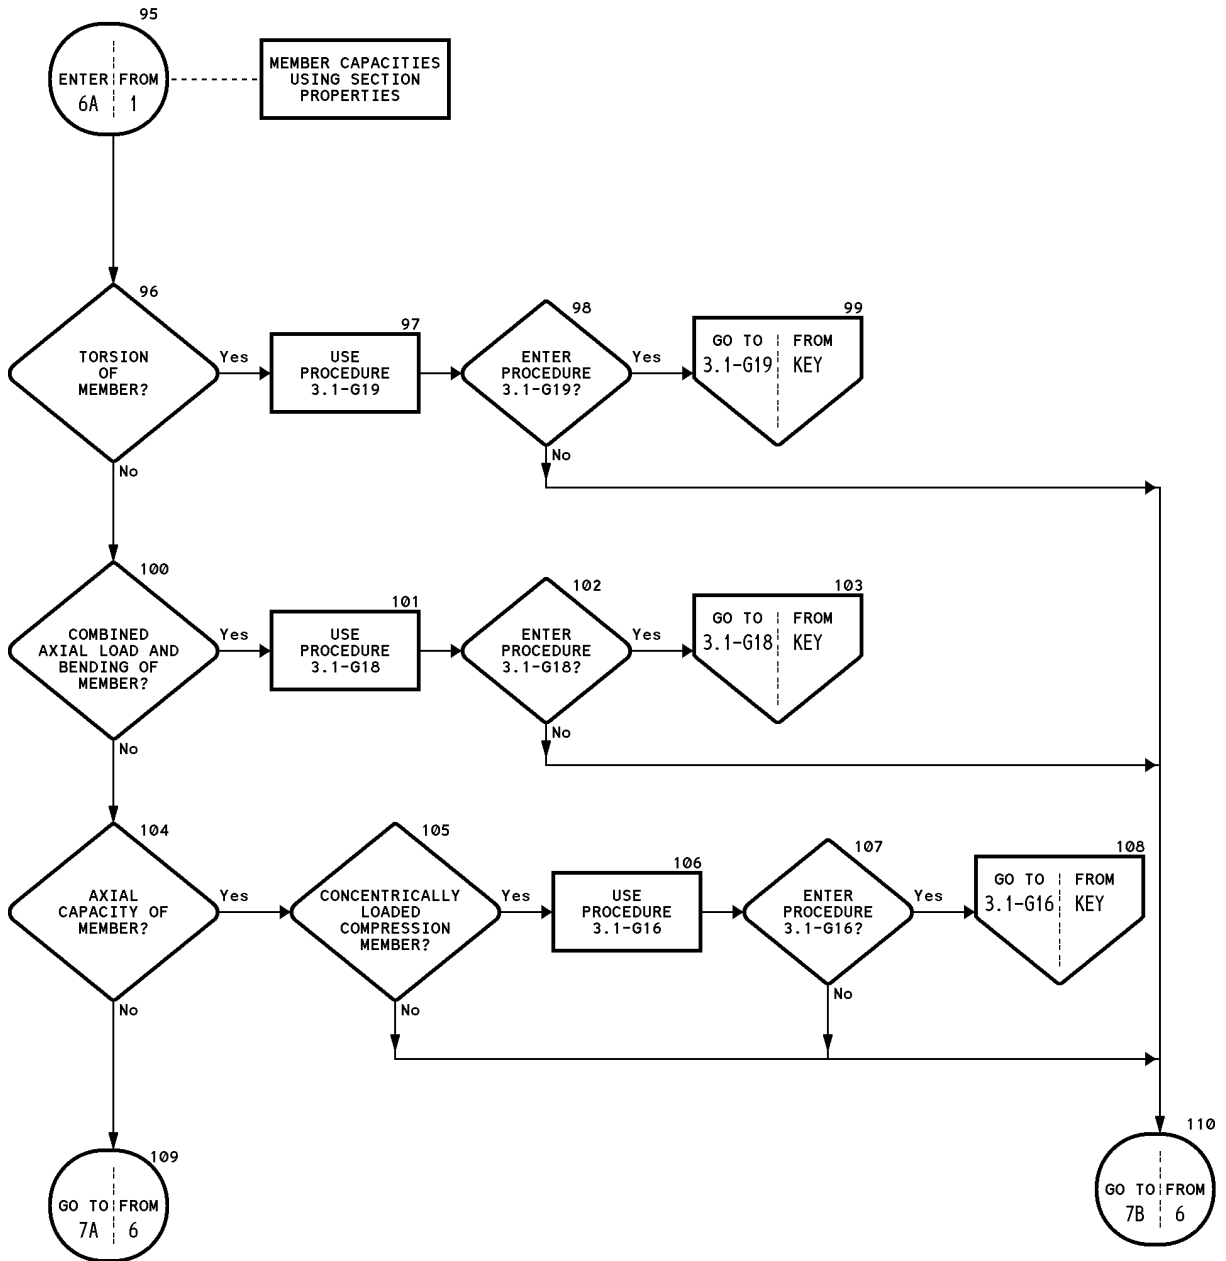 95
ENTER FROM
6A 1
MEMBER CAPACITIES
USING SECTION
PROPERTIES
96
TORSION
OF
MEMBER?
Yes
No
97
USE
PROCEDURE
3.1-G19
98
ENTER
PROCEDURE
3.1-G19?
Yes
No
99
GO TO FROM
3.1-G19 KEY
100
COMBINED
AXIAL LOAD AND
BENDING OF
MEMBER?
Yes
No
101
USE
PROCEDURE
3.1-G18
102
ENTER
PROCEDURE
3.1-G18?
Yes
No
103
GO TO FROM
3.1-G18 KEY
104
AXIAL
CAPACITY OF
MEMBER?
Yes
No
105
CONCENTRICALLY
LOADED
COMPRESSION
MEMBER?
Yes
No
106
USE
PROCEDURE
3.1-G16
107
ENTER
PROCEDURE
3.1-G16?
Yes
No
108
GO TO FROM
3.1-G16 KEY
109
GO TO FROM
7A 6
110
GO TO FROM
7B 6